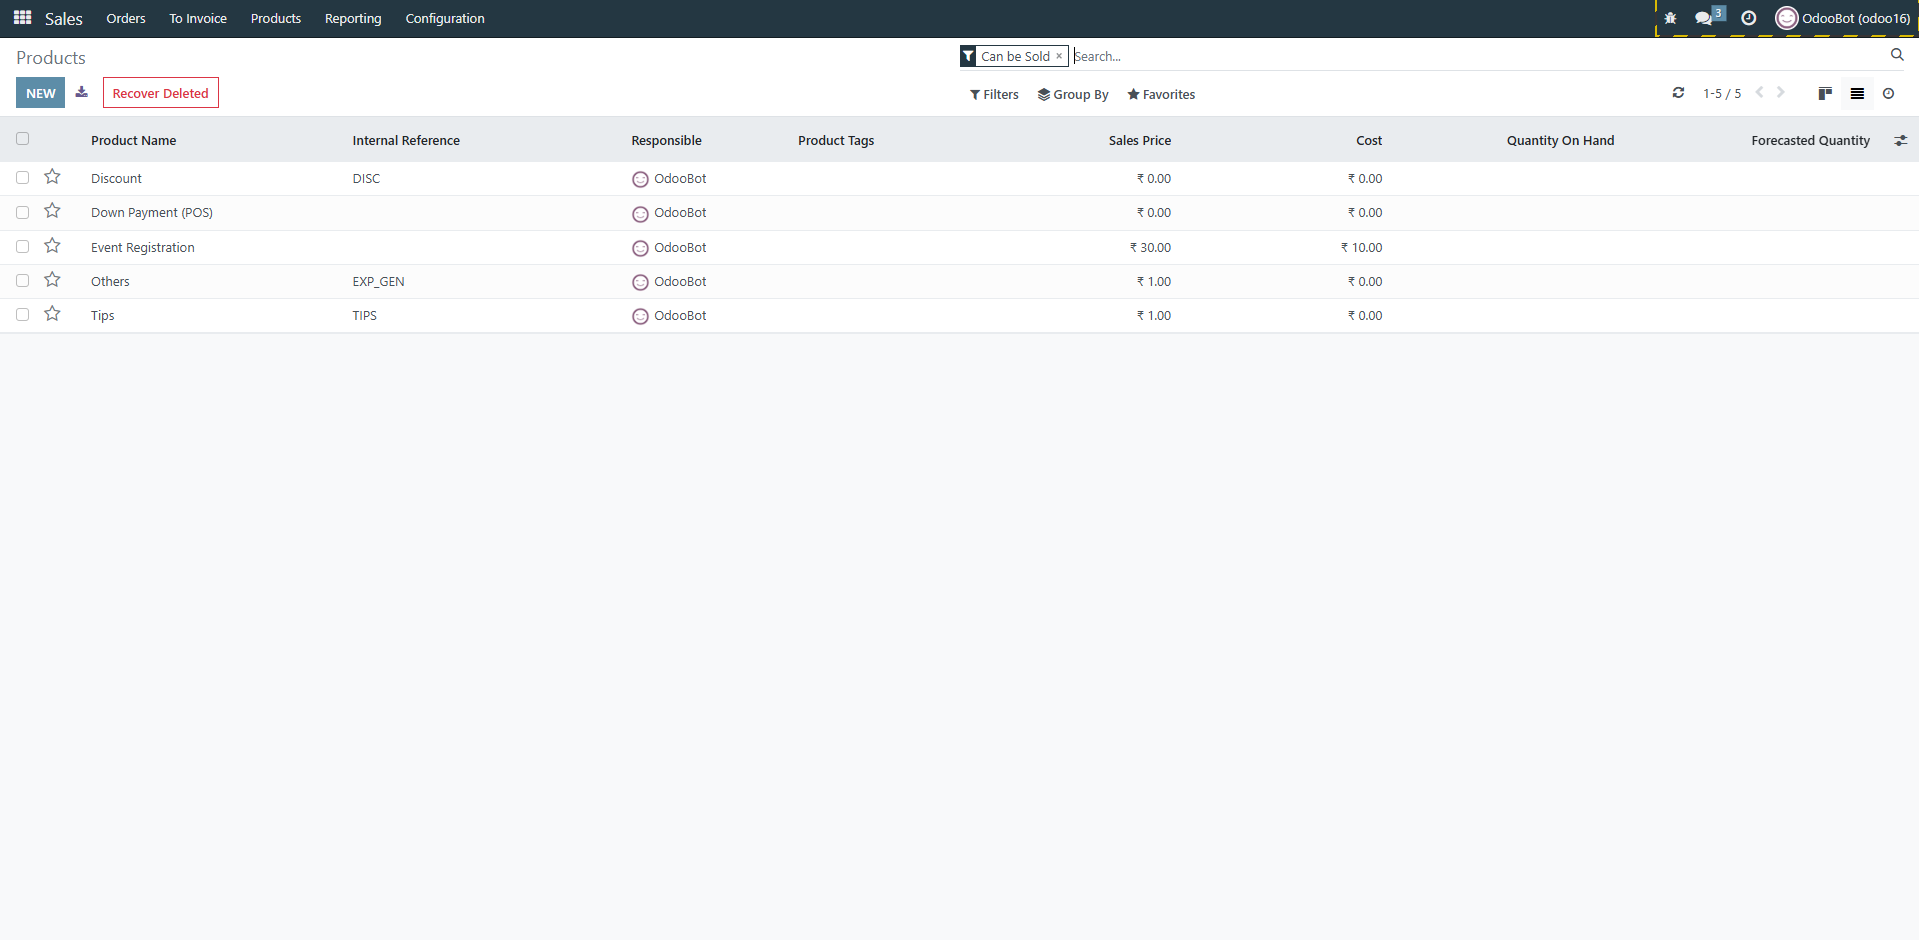 Sales Orders To Invoice Products Reporting Configuration 3 OdooBot (odoo16)
Products Can be Sold × Search...
NEW Recover Deleted Filters Group By Favorites 1-5 / 5
Product Name Internal Reference Responsible Product Tags Sales Price Cost Quantity On Hand Forecasted Quantity
Discount DISC OdooBot ₹ 0.00 ₹ 0.00
Down Payment (POS) OdooBot ₹ 0.00 ₹ 0.00
Event Registration OdooBot ₹ 30.00 ₹ 10.00
Others EXP_GEN OdooBot ₹ 1.00 ₹ 0.00
Tips TIPS OdooBot ₹ 1.00 ₹ 0.00